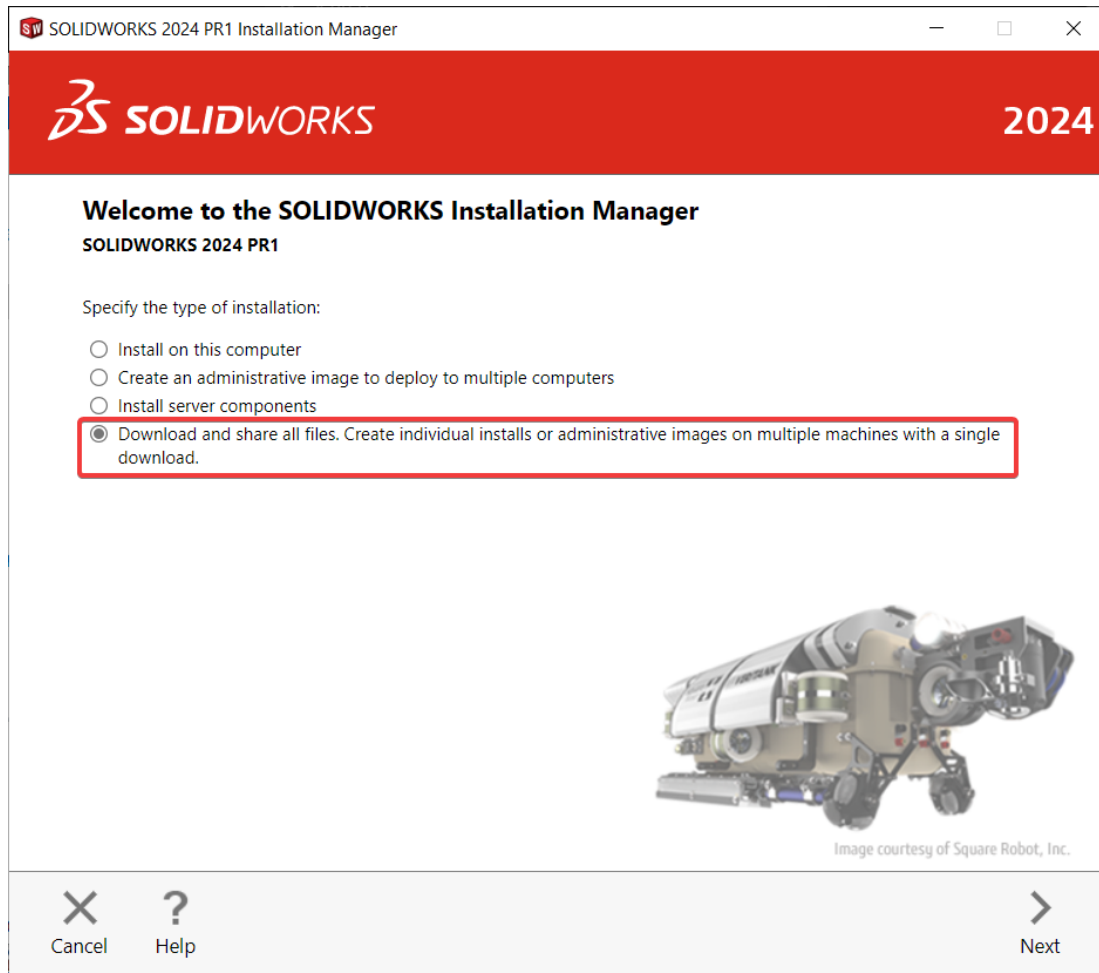 SOLIDWORKS 2024 PR1 Installation Manager
SOLIDWORKS
2024
Welcome to the SOLIDWORKS Installation Manager
SOLIDWORKS 2024 PR1
Specify the type of installation:
Install on this computer
Create an administrative image to deploy to multiple computers
Install server components
Download and share all files. Create individual installs or administrative images on multiple machines with a single
download.
Image courtesy of Square Robot, Inc.
Cancel
Help
Next